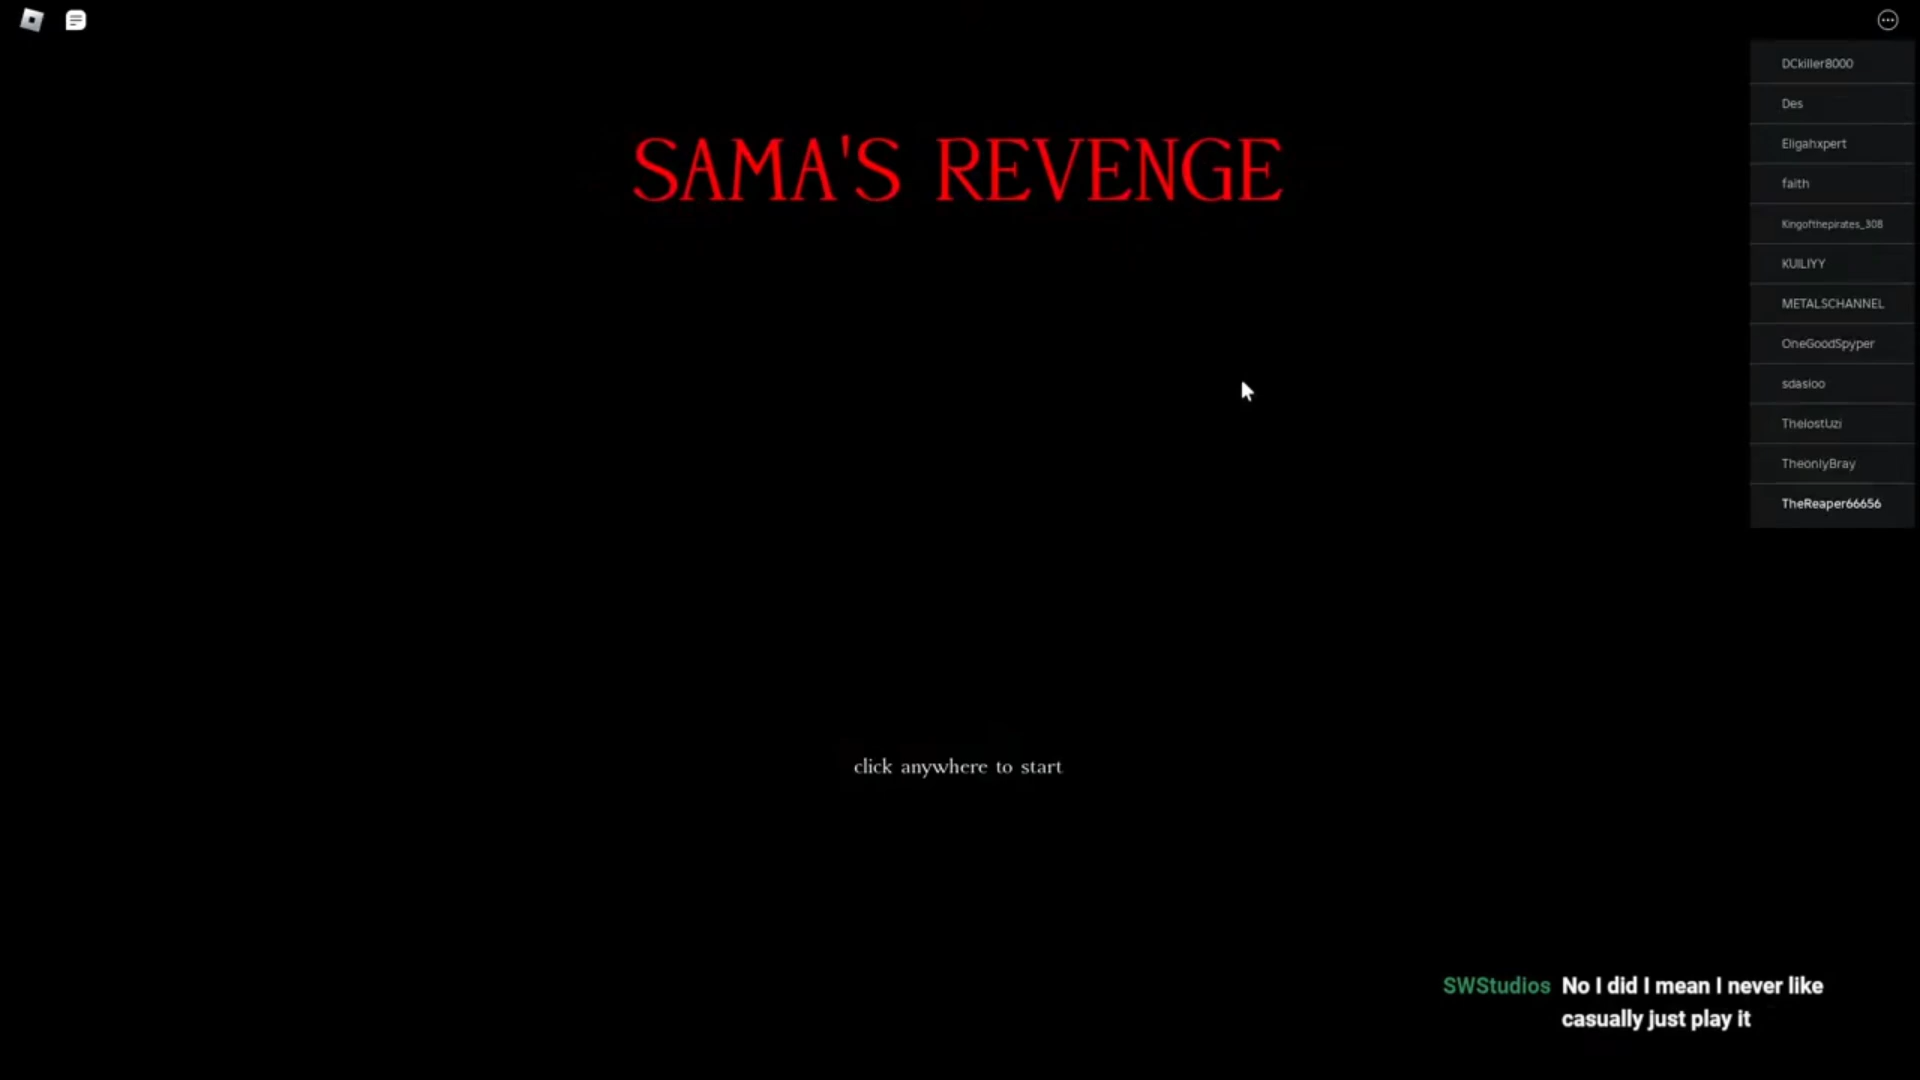 SAMA'S REVENGE
DCkiller8000
Des
Eligahxpert
faith
Kingofthepirates_308
KUILIYY
METALSCHANNEL
OneGoodSpyper
sdasioo
ThelostUzi
TheonlyBray
TheReaper66656
click anywhere to start
SWStudios No I did I mean I never like
casually just play it